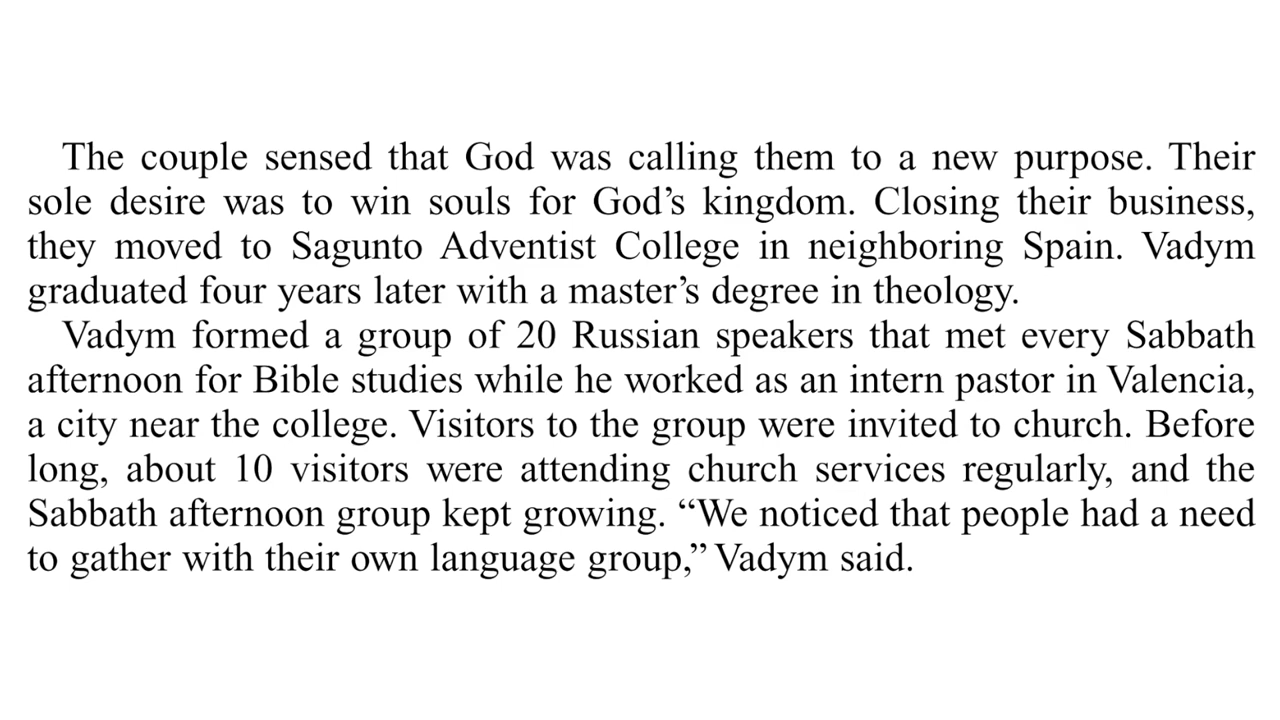 The couple sensed that God was calling them to a new purpose. Their
sole desire was to win souls for God’s kingdom. Closing their business,
they moved to Sagunto Adventist College in neighboring Spain. Vadym
graduated four years later with a master’s degree in theology.
Vadym formed a group of 20 Russian speakers that met every Sabbath
afternoon for Bible studies while he worked as an intern pastor in Valencia,
a city near the college. Visitors to the group were invited to church. Before
long, about 10 visitors were attending church services regularly, and the
Sabbath afternoon group kept growing. “We noticed that people had a need
to gather with their own language group,” Vadym said.